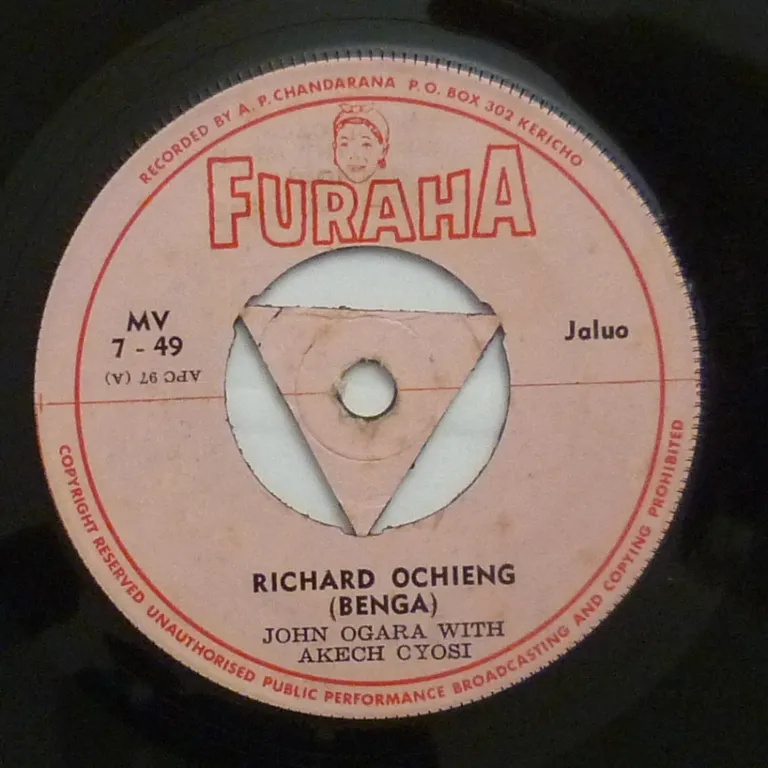 RECORDED BY A. P. CHANDARANA P. O. BOX 302 KERICHO
FURAHA
MV
7 - 49
APC 97 (A)
Jaluo
RICHARD OCHIENG
(BENGA)
JOHN OGARA WITH
AKECH CYOSI
COPYRIGHT RESERVED UNAUTHORISED PUBLIC PERFORMANCE BROADCASTING AND COPYING PROHIBITED